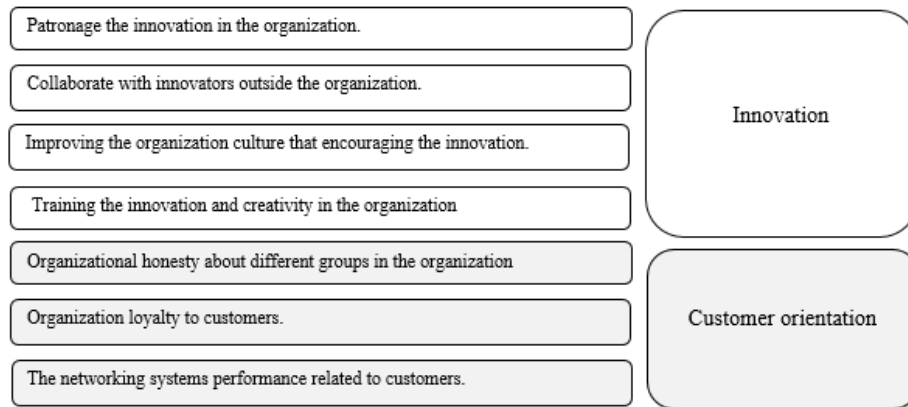 Patronage the innovation in the organization.
Collaborate with innovators outside the organization.
Improving the organization culture that encouraging the innovation.
Training the innovation and creativity in the organization
Innovation
Organizational honesty about different groups in the organization
Organization loyalty to customers.
The networking systems performance related to customers.
Customer orientation